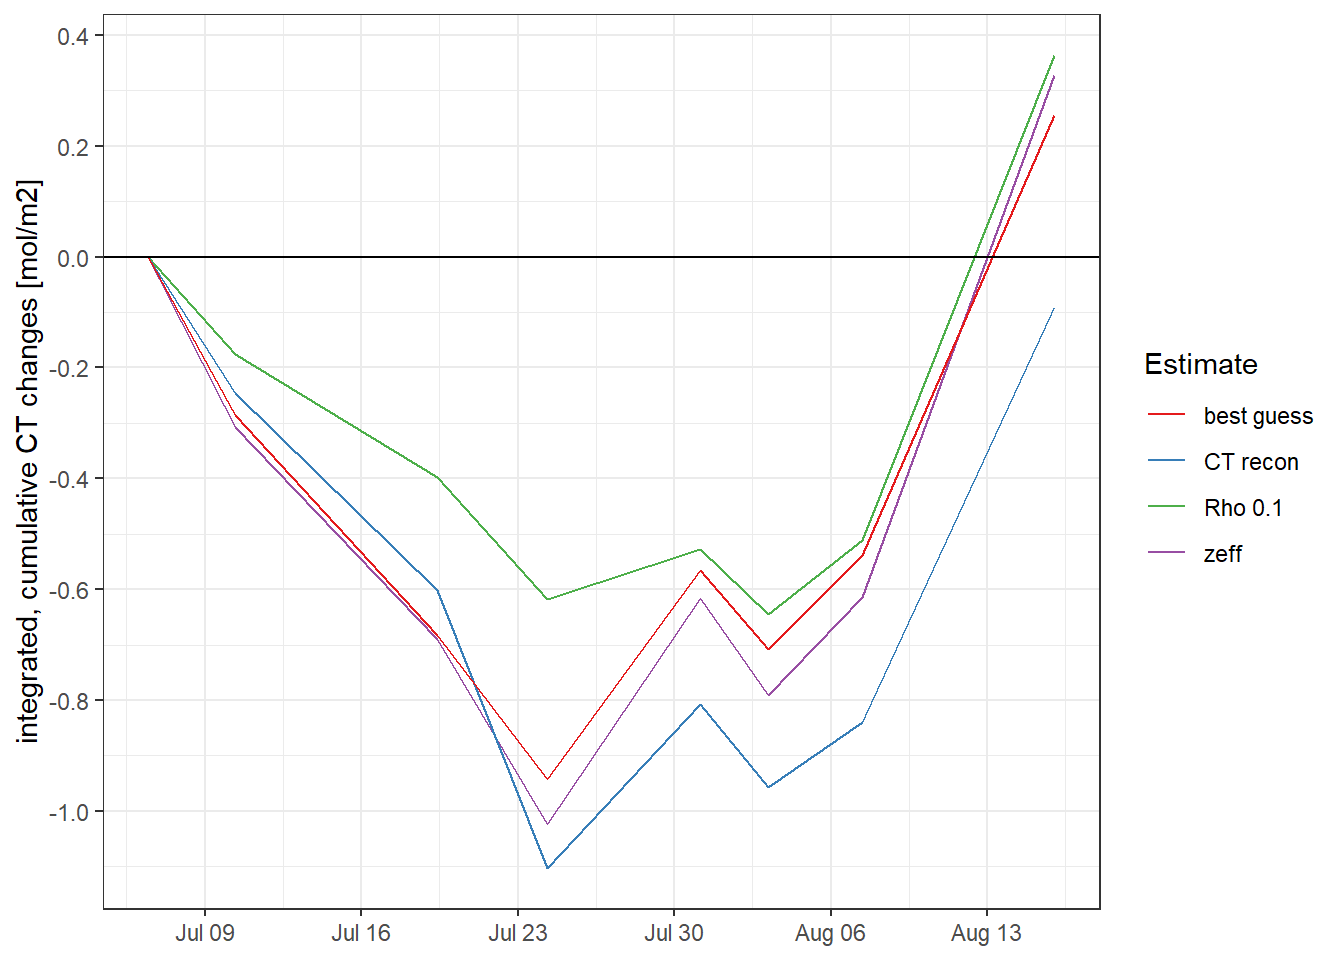 integrated, cumulative CT changes [mol/m2]
0.4
0.2
0.0
-0.2
-0.4
-0.6
-0.8
-1.0
Jul 09
Jul 16
Jul 23
Jul 30
Aug 06
Aug 13
Estimate
best guess
CT recon
Rho 0.1
zeff